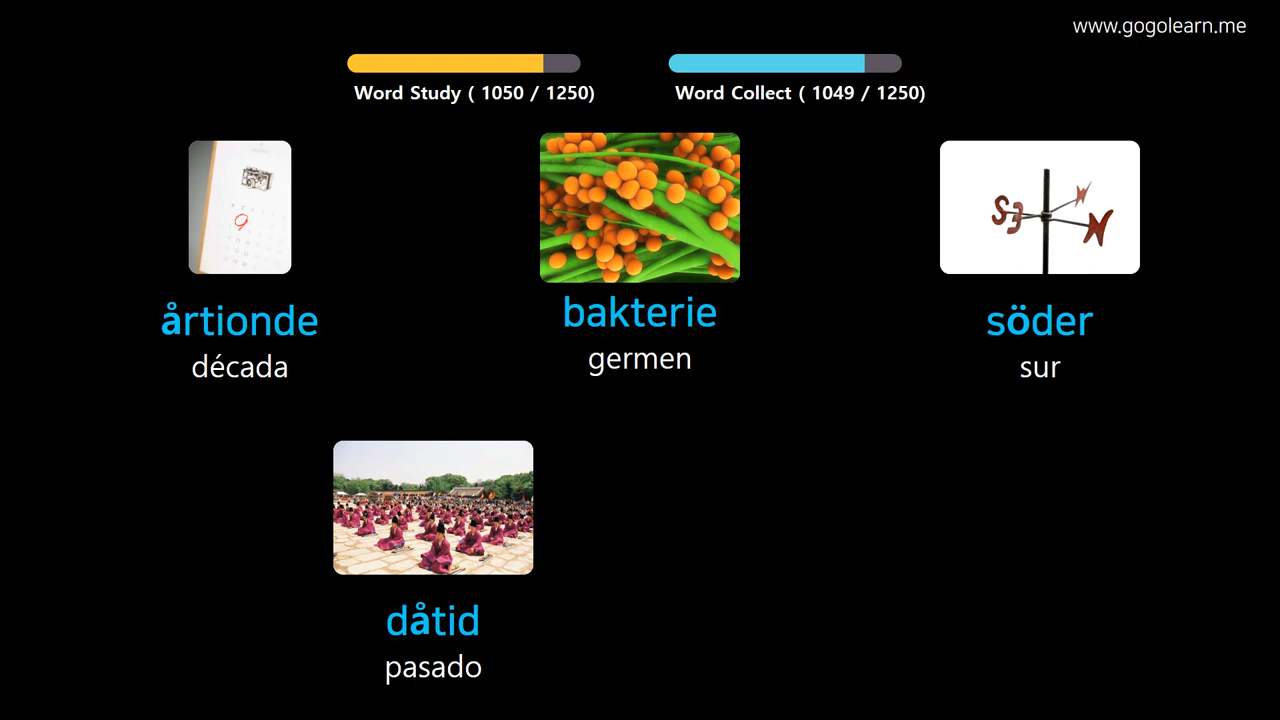 www.gogolearn.me
Word Study ( 1050 / 1250)
Word Collect ( 1049 / 1250)
årtionde
década
bakterie
germen
söder
sur
dåtid
pasado